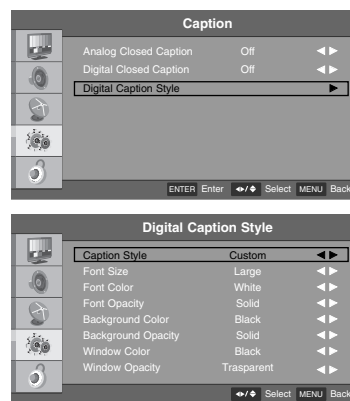 Caption
Analog Closed Caption Off
Digital Closed Caption Off
Digital Caption Style
ENTER Enter / Select MENU Back
Digital Caption Style
Caption Style Custom
Font Size Large
Font Color White
Font Opacity Solid
Background Color Black
Background Opacity Solid
Window Color Black
Window Opacity Trasparent
/ Select MENU Back